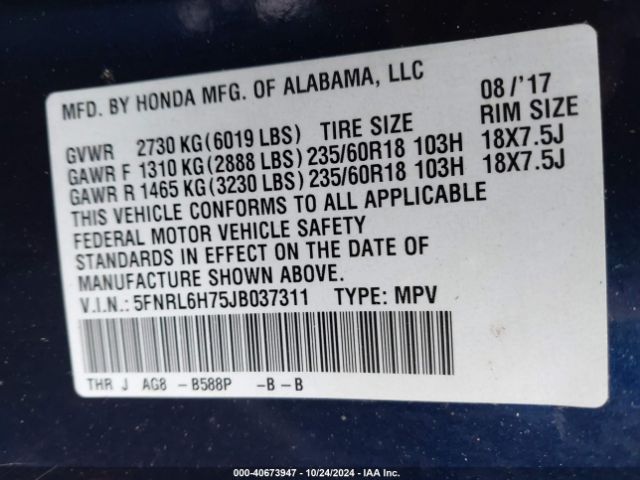 MFD. BY HONDA MFG. OF ALABAMA, LLC 08/'17
GVWR 2730 KG(6019 LBS) TIRE SIZE RIM SIZE
GAWR F 1310 KG(2888 LBS) 235/60R18 103H 18X7.5J
GAWR R 1465 KG(3230 LBS) 235/60R18 103H 18X7.5J
THIS VEHICLE CONFORMS TO ALL APPLICABLE
FEDERAL MOTOR VEHICLE SAFETY
STANDARDS IN EFFECT ON THE DATE OF
MANUFACTURE SHOWN ABOVE.
V.I.N.: 5FNRL6H75JB037311 TYPE: MPV
THR J AG8 - B588P -B-B
000-40673947 • 10/24/2024 • IAA Inc.